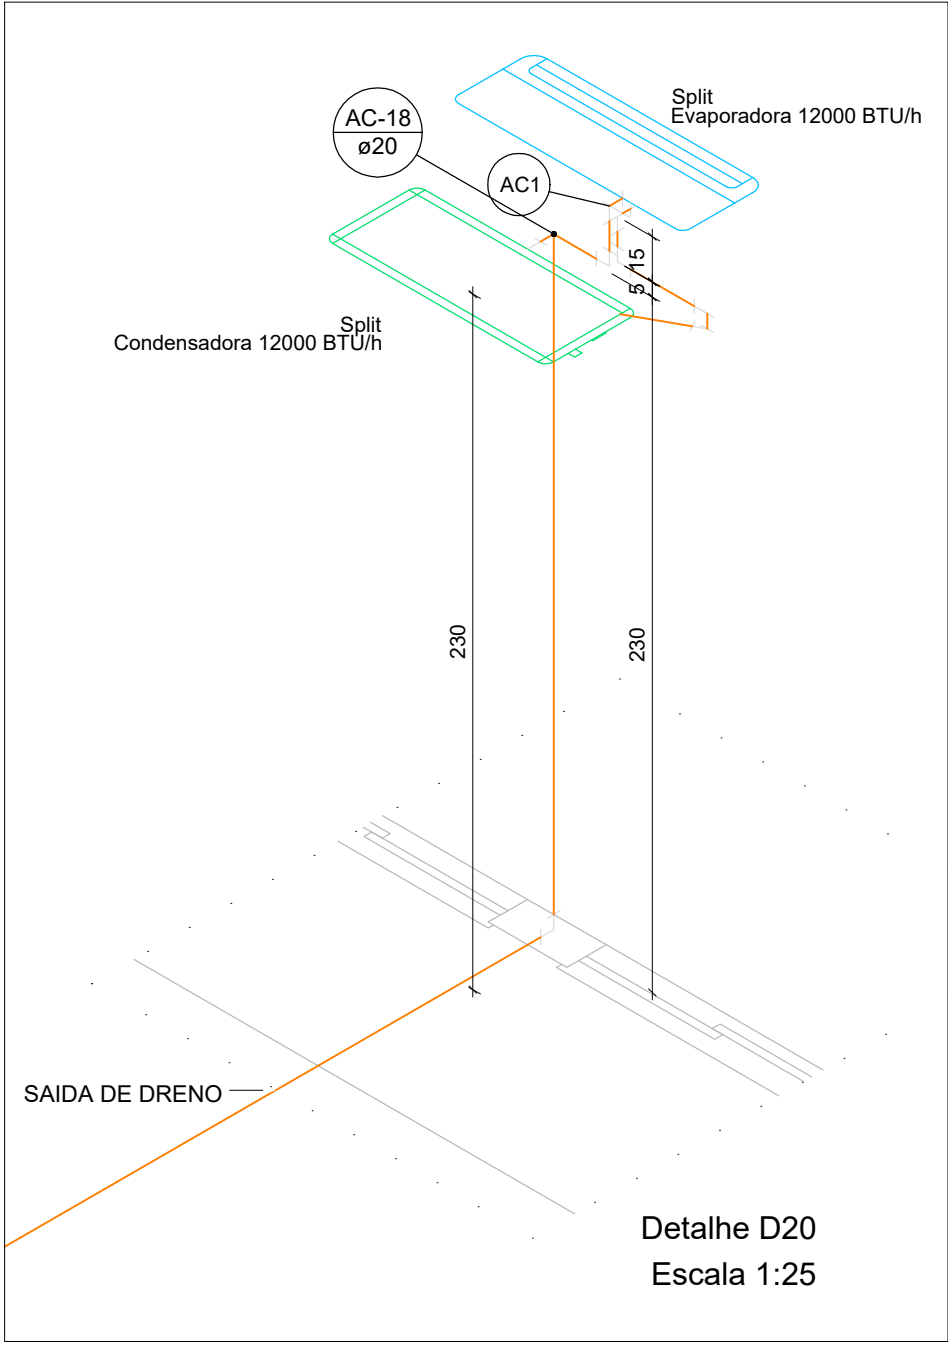 Split
Evaporadora 12000 BTU/h
AC-18
ø20
AC1
15
5
Split
Condensadora 12000 BTU/h
230
230
SAIDA DE DRENO
Detalhe D20
Escala 1:25